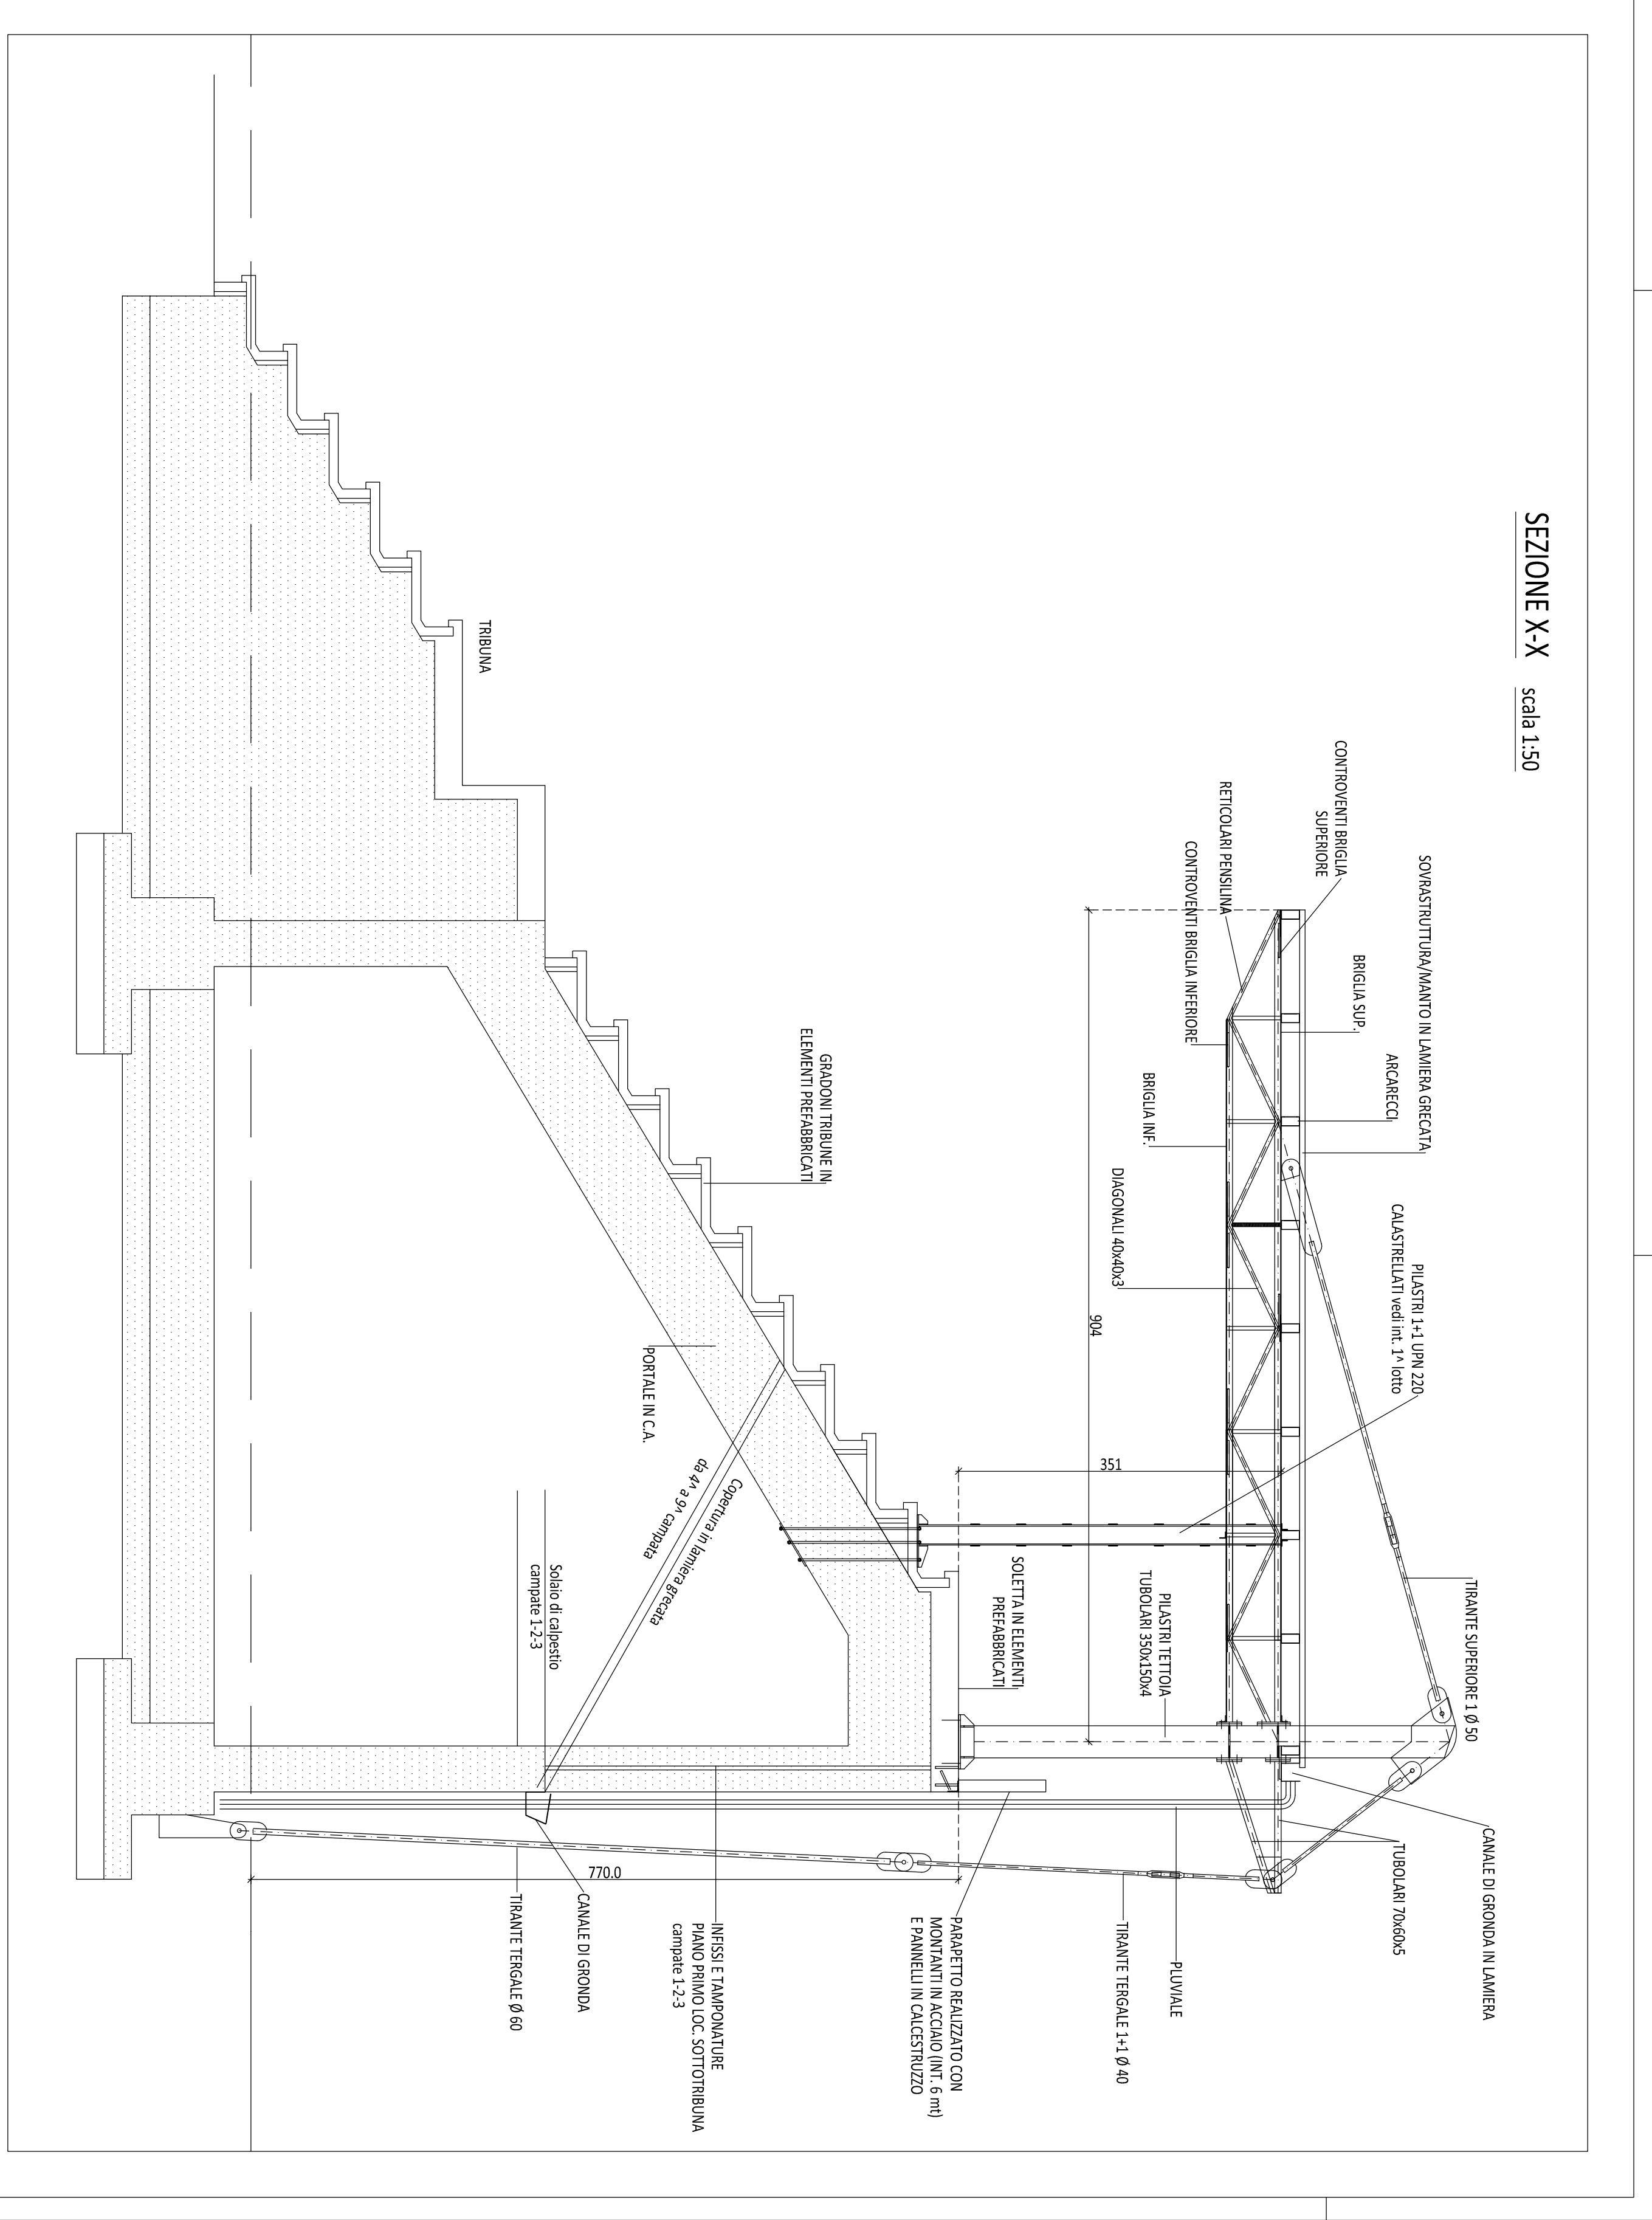 SEZIONE X-X scala 1:50
SOVRASTRUTTURA/MANTO IN LAMIERA GRECATA
CONTROVENTI BRIGLIA
SUPERIORE
BRIGLIA SUP.
ARCARECCI
PILASTRI 1+1 UPN 220
CALASTRELLATI vedi int. 1^ lotto
TIRANTE SUPERIORE 1 Ø 50
CANALE DI GRONDA IN LAMIERA
TUBOLARI 70x60x5
RETICOLARI PENSILINA
CONTROVENTI BRIGLIA INFERIORE
BRIGLIA INF.
DIAGONALI 40x40x3
904
351
PILASTRI TETTOIA
TUBOLARI 350x150x4
PLUVIALE
TIRANTE TERGALE 1+1 Ø 40
SOLETTA IN ELEMENTI
PREFABBRICATI
PARAPETTO REALIZZATO CON
MONTANTI IN ACCIAIO (INT. 6 mt)
E PANNELLI IN CALCESTRUZZO
GRADONI TRIBUNE IN
ELEMENTI PREFABBRICATI
PORTALE IN C.A.
Copertura in lamiera grecata
da 4^ a 9^ campata
INFISSI E TAMPONATURE
PIANO PRIMO LOC. SOTTOTRIBUNA
campate 1-2-3
770.0
CANALE DI GRONDA
Solaio di calpestio
campate 1-2-3
TIRANTE TERGALE Ø 60
TRIBUNA